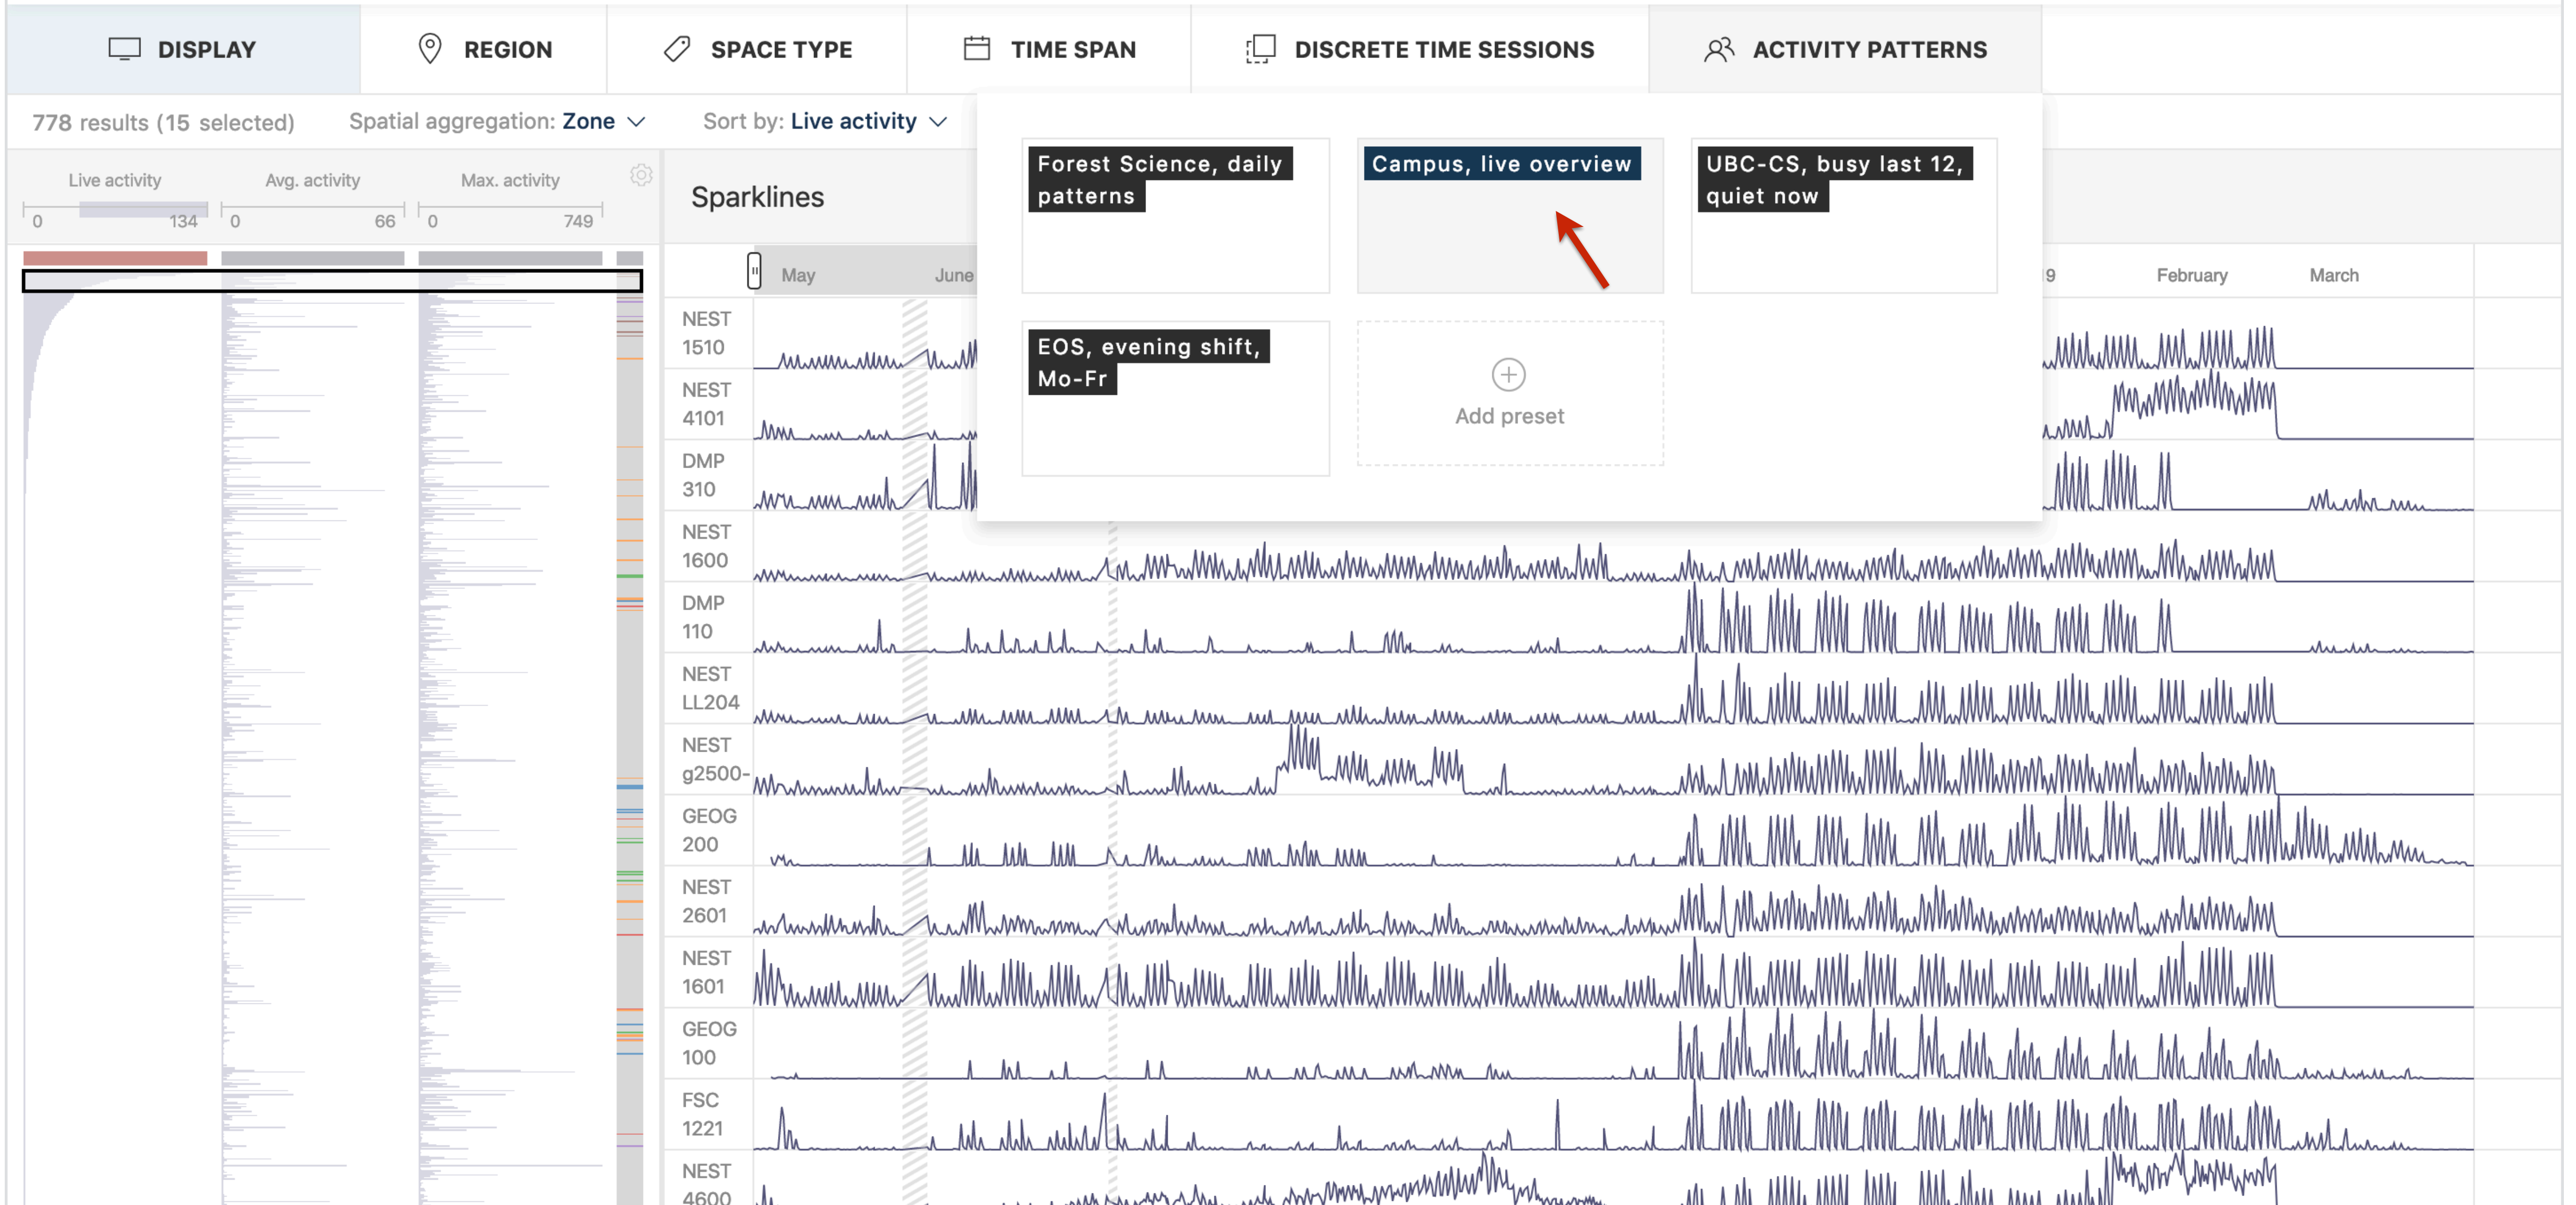 DISPLAY
REGION
SPACE TYPE
TIME SPAN
DISCRETE TIME SESSIONS
ACTIVITY PATTERNS
778 results (15 selected)
Spatial aggregation: Zone
Sort by: Live activity
Live activity
Avg. activity
Max. activity
0
134
0
66
0
749
Sparklines
Forest Science, daily
patterns
Campus, live overview
UBC-CS, busy last 12,
quiet now
EOS, evening shift,
Mo-Fr
Add preset
May
June
February
March
NEST
1510
NEST
4101
DMP
310
NEST
1600
DMP
110
NEST
LL204
NEST
g2500-
GEOG
200
NEST
2601
NEST
1601
GEOG
100
FSC
1221
NEST
4600